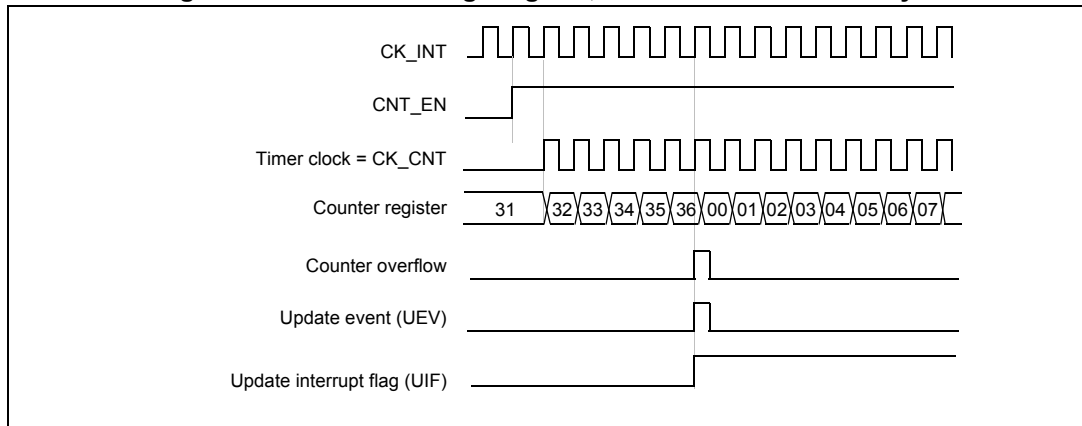 CK_INT
CNT_EN
Timer clock = CK_CNT
Counter register 31 32 33 34 35 36 00 01 02 03 04 05 06 07
Counter overflow
Update event (UEV)
Update interrupt flag (UIF)